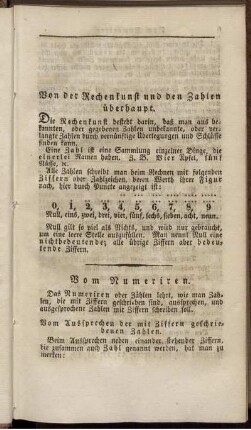 Von der Rechenkunst und den Zahlen
überhaupt.
Die Rechenkunst besteht darin, daß man aus be-
kannten, oder gegebenen Zahlen unbekannte, oder ver-
langte Zahlen durch vernünftige Überlegungen und Schlüsse
finden kann.
Eine Zahl ist eine Sammlung einzelner Dinge, die
einerlei Namen haben. Z. B. Vier Äpfel, fünf
&c.
Alle Zahlen schreibt man beym Rechnen mit folgenden
Ziffern oder Zahlzeichen, deren Werth ihrer Figur
nach, hier durch Puncte angezeigt ist:
0, 1, 2, 3, 4, 5, 6, 7, 8, 9
Null, eins, zwei, drei, vier, fünf, sechs, sieben, acht, neun.
Null gilt so viel als Nichts, und wird nur gebraucht,
um eine leere Stelle auszufüllen. Man nennt Null eine
nichtbedeutende; alle übrige Ziffern aber bedeu-
tende Ziffern.
Vom Numeriren.
Das Numeriren oder Zählen lehrt, wie man Zah-
len, die mit Ziffern geschrieben sind, aussprechen, und
ausgesprochene Zahlen mit Ziffern schreiben soll.
Vom Aussprechen der mit Ziffern geschrie-
benen Zahlen.
Beim Aussprechen neben einander stehender Ziffern,
die zusammen auch Zahl genannt werden, hat man zu
merken: